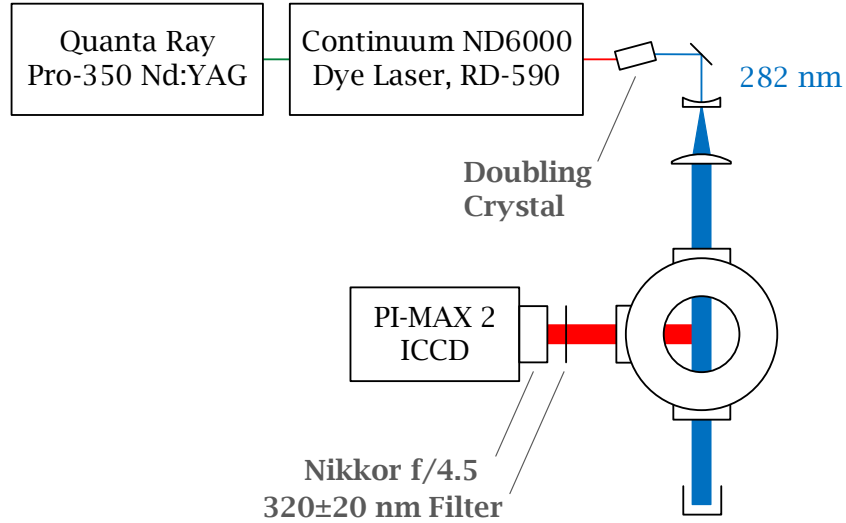 Quanta Ray
Pro-350 Nd:YAG
Continuum ND6000
Dye Laser, RD-590
282 nm
Doubling
Crystal
PI-MAX 2
ICCD
Nikkor f/4.5
320±20 nm Filter